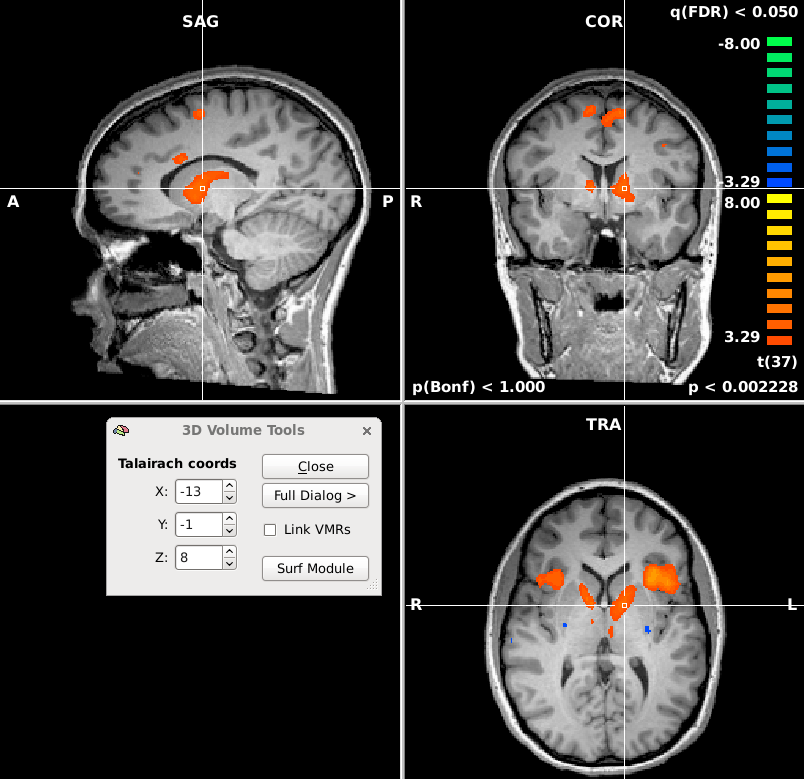 SAG
A
P
COR
q(FDR) < 0.050
-8.00
-3.29
8.00
3.29
t(37)
R
p(Bonf) < 1.000
p < 0.002228
3D Volume Tools
Talairach coords
X: -13
Y: -1
Z: 8
Close
Full Dialog >
Link VMRs
Surf Module
TRA
R
L